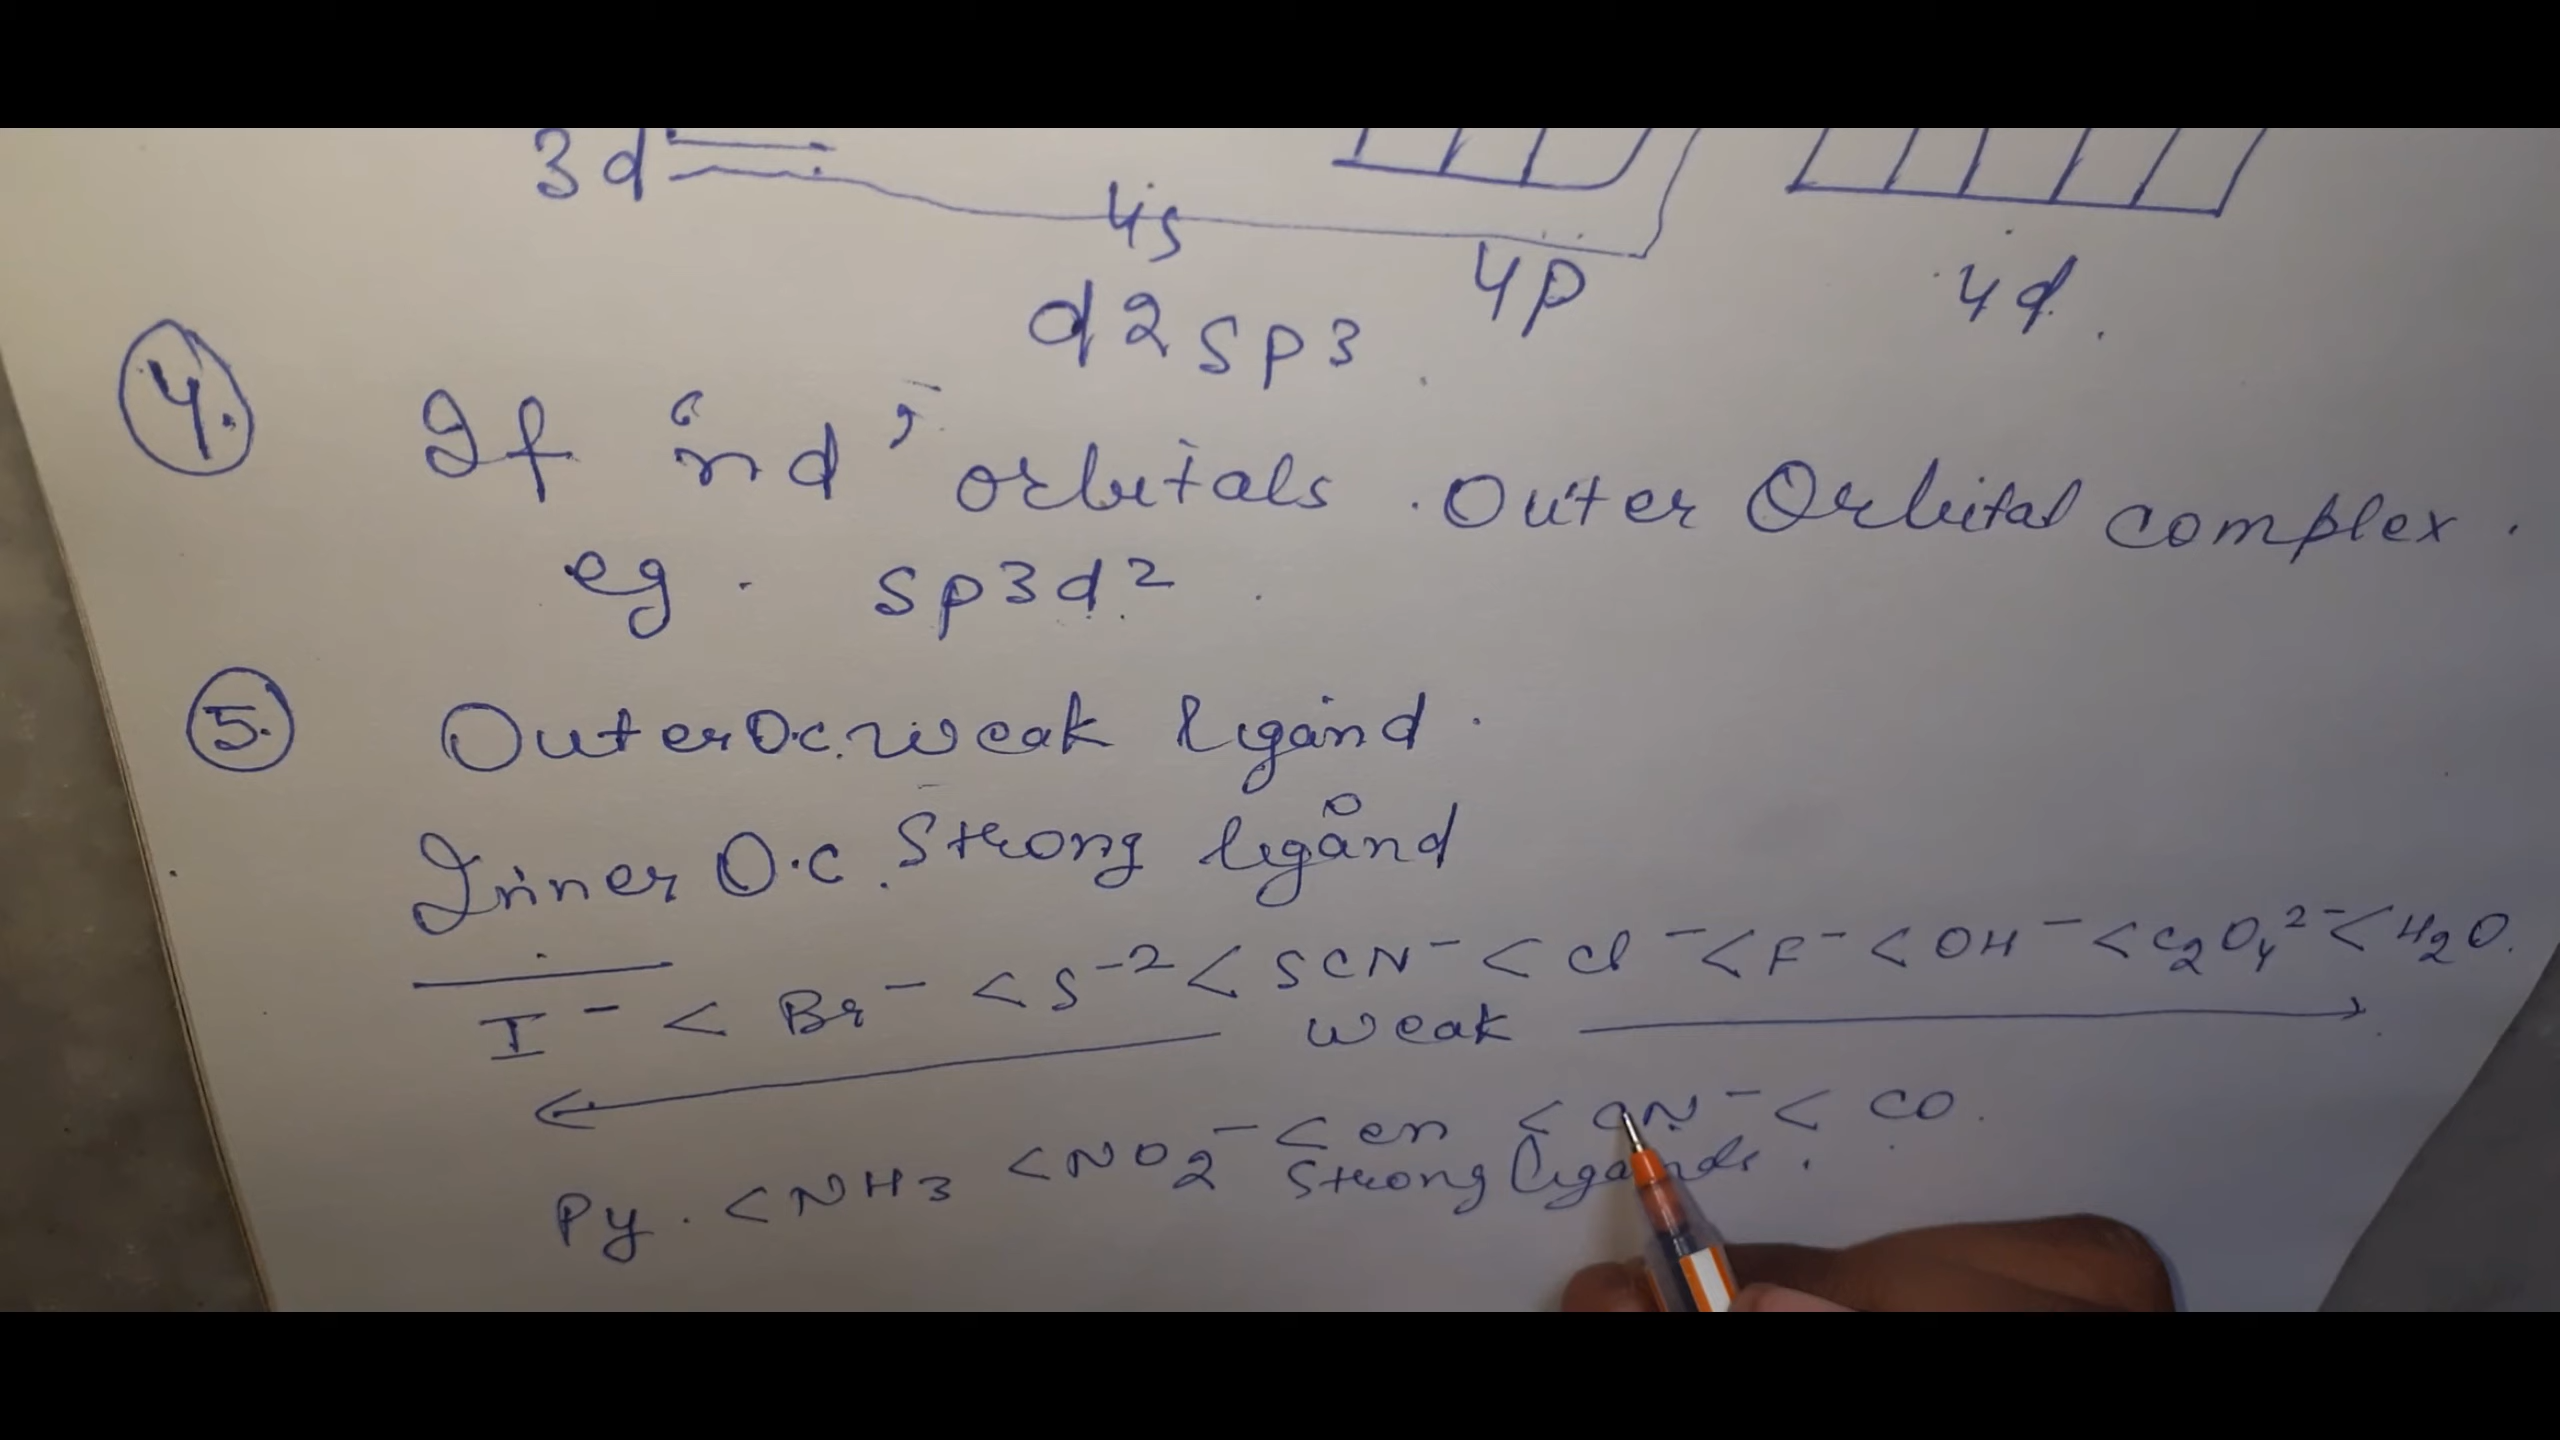 3d
4s
4p
4d.
d2sp3
4. If 'nd' orbitals. Outer Orbital complex.
eg. sp3d²
5. Outer O.c. weak ligand.
Inner O.C. Strong ligand
I⁻ < Br⁻ < S⁻² < SCN⁻ < Cl⁻ < F⁻ < OH⁻ < C₂O₄²⁻ < H₂O.
weak
Py. < NH3 < NO₂⁻ < en < CN⁻ < CO.
Strong ligands.